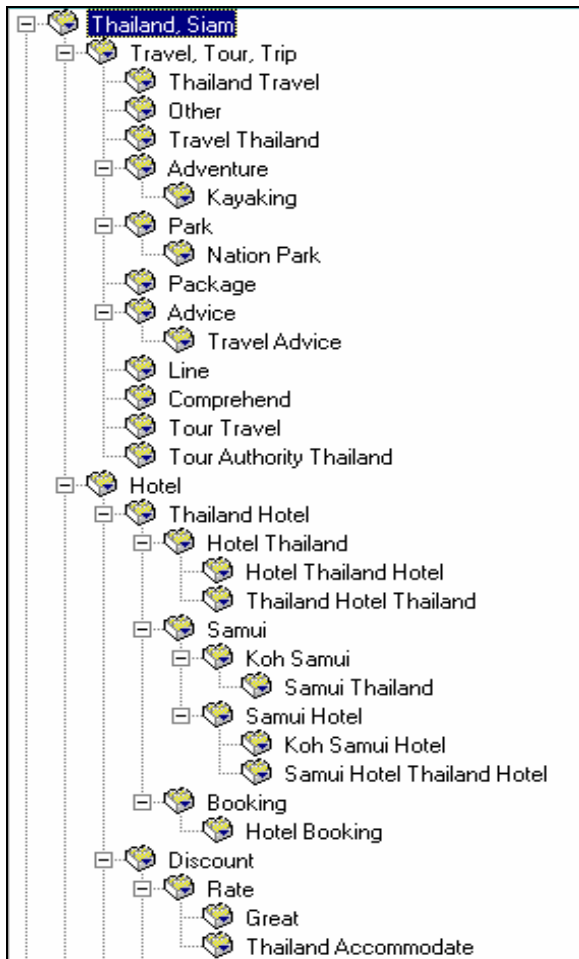 Thailand, Siam
Travel, Tour, Trip
Thailand Travel
Other
Travel Thailand
Adventure
Kayaking
Park
Nation Park
Package
Advice
Travel Advice
Line
Comprehend
Tour Travel
Tour Authority Thailand
Hotel
Thailand Hotel
Hotel Thailand
Hotel Thailand Hotel
Thailand Hotel Thailand
Samui
Koh Samui
Samui Thailand
Samui Hotel
Koh Samui Hotel
Samui Hotel Thailand Hotel
Booking
Hotel Booking
Discount
Rate
Great
Thailand Accommodate